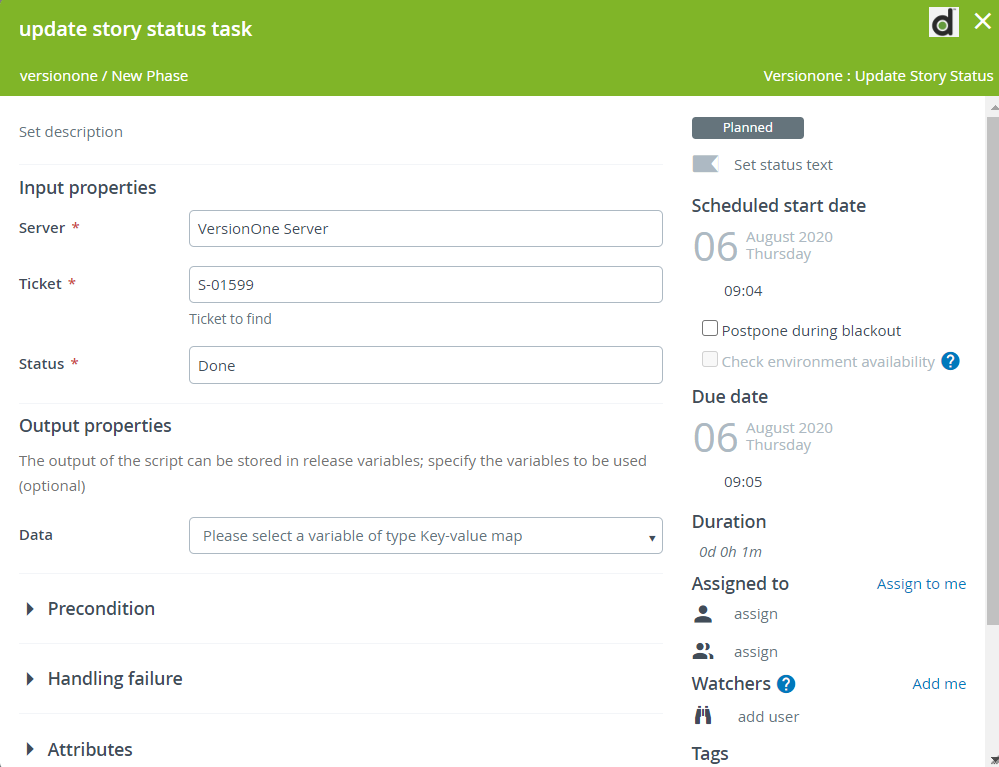 update story status task
d
versionone / New Phase
Versionone : Update Story Status
Set description
Input properties
Server *
VersionOne Server
Ticket *
S-01599
Ticket to find
Status *
Done
Output properties
The output of the script can be stored in release variables; specify the variables to be used
(optional)
Data
Please select a variable of type Key-value map
Precondition
Handling failure
Attributes
Planned
Set status text
Scheduled start date
06
August 2020
Thursday
09:04
Postpone during blackout
Check environment availability ?
Due date
06
August 2020
Thursday
09:05
Duration
0d 0h 1m
Assigned to
Assign to me
assign
assign
Watchers ?
Add me
add user
Tags